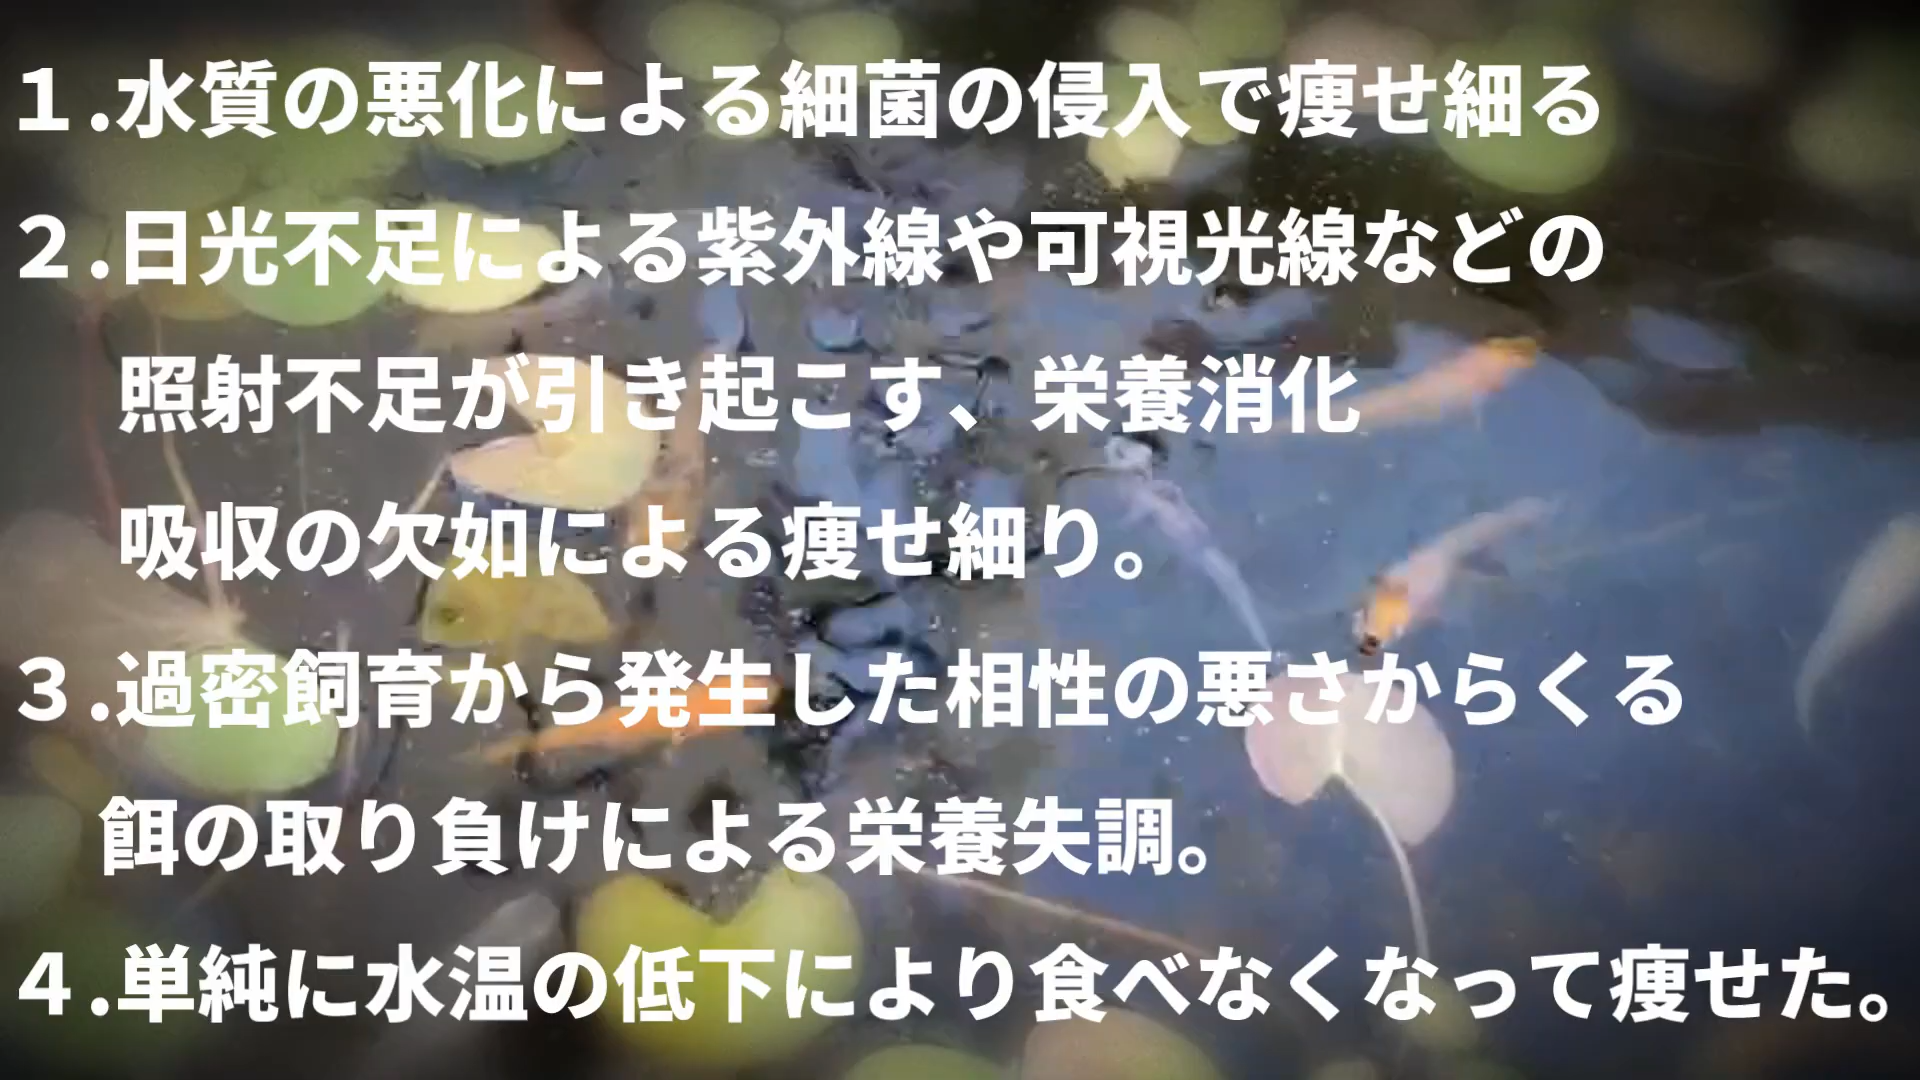 １.水質の悪化による細菌の侵入で痩せ細る
２.日光不足による紫外線や可視光線などの
照射不足が引き起こす、栄養消化
吸収の欠如による痩せ細り。
３.過密飼育から発生した相性の悪さからくる
餌の取り負けによる栄養失調。
４.単純に水温の低下により食べなくなって痩せた。